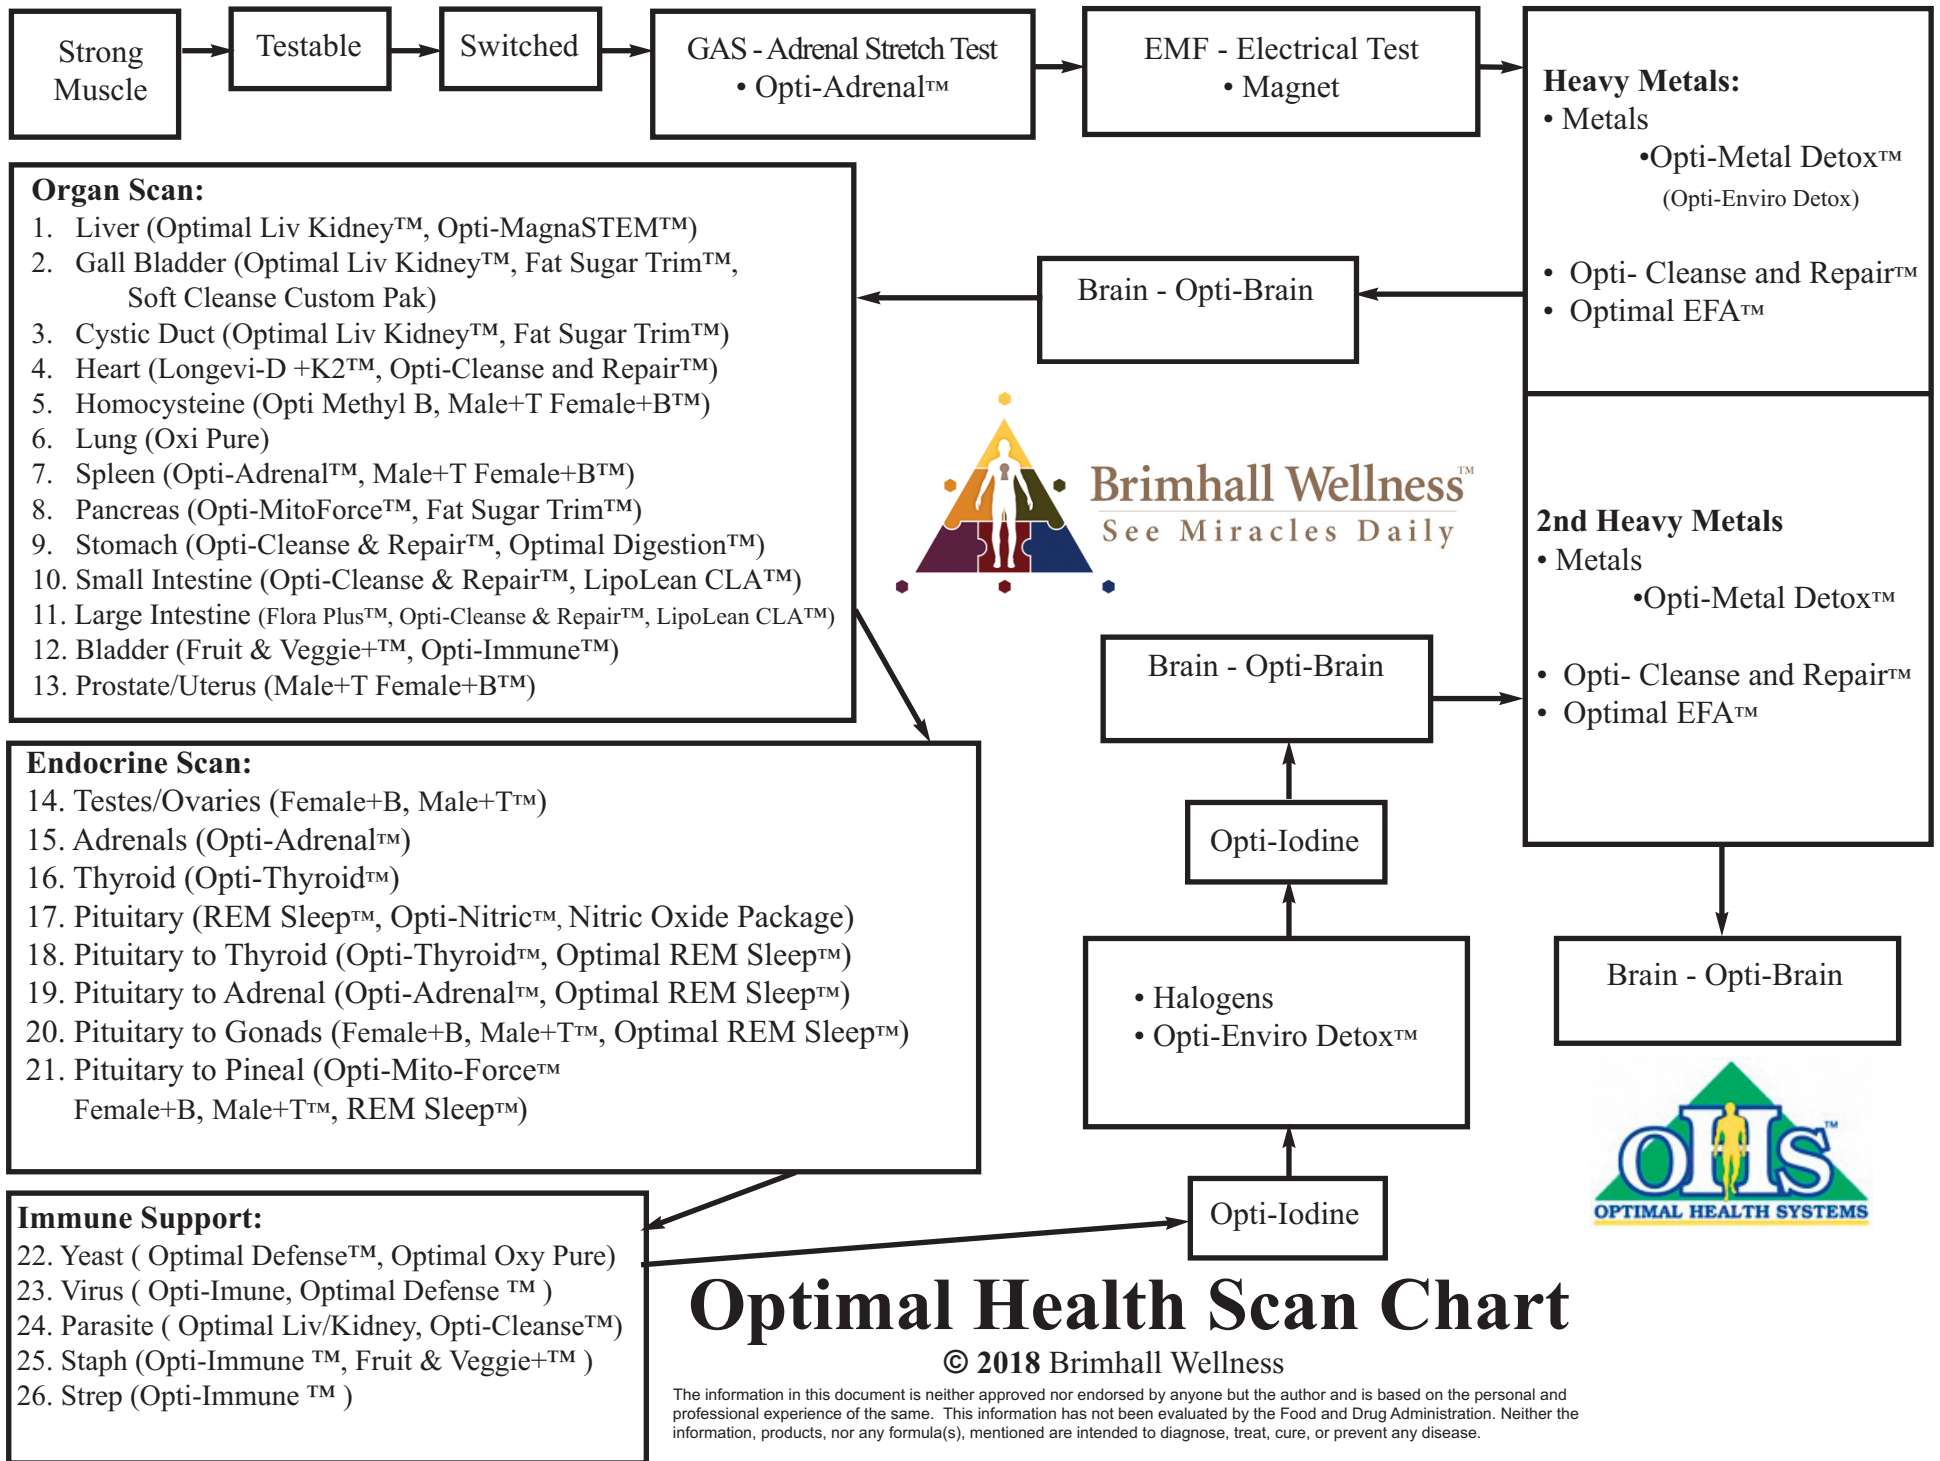 Strong
Muscle
Testable
Switched
GAS - Adrenal Stretch Test
• Opti-Adrenal™
EMF - Electrical Test
• Magnet
Heavy Metals:
• Metals
•Opti-Metal Detox™
(Opti-Enviro Detox)
• Opti- Cleanse and Repair™
• Optimal EFA™
Brain - Opti-Brain
Organ Scan:
1. Liver (Optimal Liv Kidney™, Opti-MagnaSTEM™)
2. Gall Bladder (Optimal Liv Kidney™, Fat Sugar Trim™,
Soft Cleanse Custom Pak)
3. Cystic Duct (Optimal Liv Kidney™, Fat Sugar Trim™)
4. Heart (Longevi-D +K2™, Opti-Cleanse and Repair™)
5. Homocysteine (Opti Methyl B, Male+T Female+B™)
6. Lung (Oxi Pure)
7. Spleen (Opti-Adrenal™, Male+T Female+B™)
8. Pancreas (Opti-MitoForce™, Fat Sugar Trim™)
9. Stomach (Opti-Cleanse & Repair™, Optimal Digestion™)
10. Small Intestine (Opti-Cleanse & Repair™, LipoLean CLA™)
11. Large Intestine (Flora Plus™, Opti-Cleanse & Repair™, LipoLean CLA™)
12. Bladder (Fruit & Veggie+™, Opti-Immune™)
13. Prostate/Uterus (Male+T Female+B™)
Brimhall Wellness™
See Miracles Daily
Endocrine Scan:
14. Testes/Ovaries (Female+B, Male+T™)
15. Adrenals (Opti-Adrenal™)
16. Thyroid (Opti-Thyroid™)
17. Pituitary (REM Sleep™, Opti-Nitric™, Nitric Oxide Package)
18. Pituitary to Thyroid (Opti-Thyroid™, Optimal REM Sleep™)
19. Pituitary to Adrenal (Opti-Adrenal™, Optimal REM Sleep™)
20. Pituitary to Gonads (Female+B, Male+T™, Optimal REM Sleep™)
21. Pituitary to Pineal (Opti-Mito-Force™
Female+B, Male+T™, REM Sleep™)
Immune Support:
22. Yeast ( Optimal Defense™, Optimal Oxy Pure)
23. Virus ( Opti-Imune, Optimal Defense ™ )
24. Parasite ( Optimal Liv/Kidney, Opti-Cleanse™)
25. Staph (Opti-Immune ™, Fruit & Veggie+™ )
26. Strep (Opti-Immune ™ )
Opti-Iodine
• Halogens
• Opti-Enviro Detox™
Opti-Iodine
Brain - Opti-Brain
2nd Heavy Metals
• Metals
•Opti-Metal Detox™
• Opti- Cleanse and Repair™
• Optimal EFA™
Brain - Opti-Brain
OHS™
OPTIMAL HEALTH SYSTEMS
Optimal Health Scan Chart
© 2018 Brimhall Wellness
The information in this document is neither approved nor endorsed by anyone but the author and is based on the personal and
professional experience of the same. This information has not been evaluated by the Food and Drug Administration. Neither the
information, products, nor any formula(s), mentioned are intended to diagnose, treat, cure, or prevent any disease.